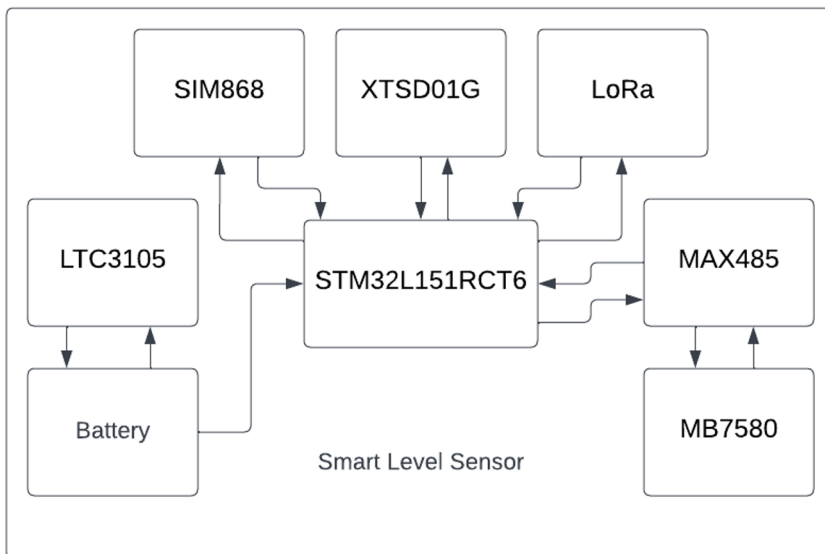 SIM868
XTSD01G
LoRa
LTC3105
STM32L151RCT6
MAX485
Battery
MB7580
Smart Level Sensor